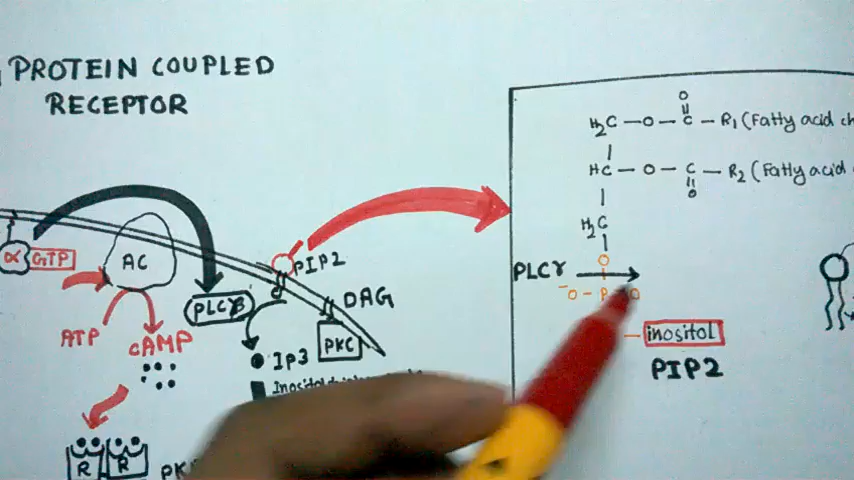 PROTEIN COUPLED
RECEPTOR
α GTP
AC
ATP
cAMP
PLCβ
PIP2
DAG
PKC
IP3
R R
O
H2C — O — C — R1 (Fatty acid
HC — O — C — R2 (Fatty acid
O
H2C
O
PLCγ
-O - P
inositol
PIP2